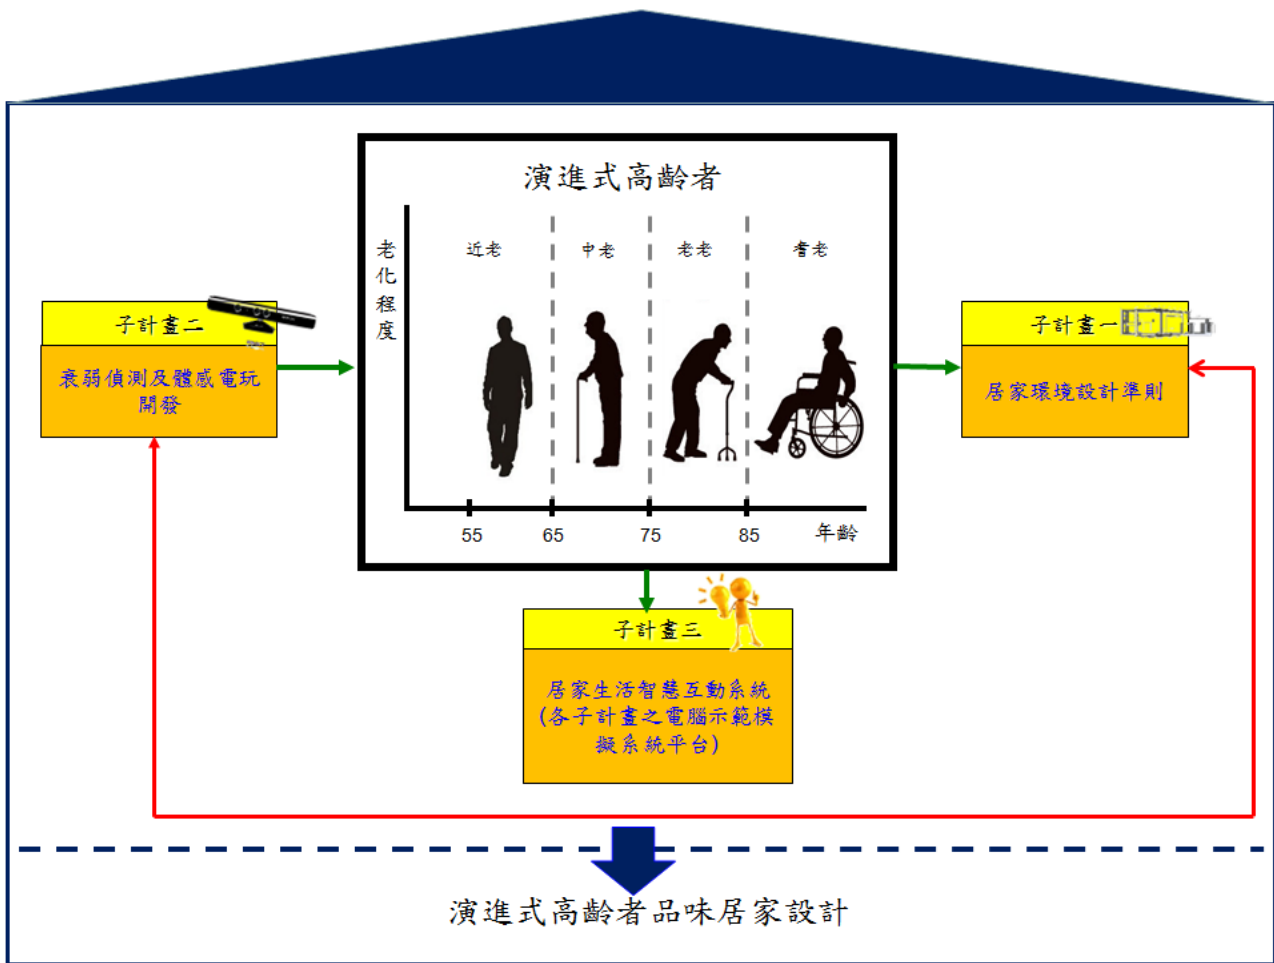 演進式高齡者
老化程度
近老
中老
老老
耆老
55
65
75
85
年齡
子計畫二
衰弱偵測及體感電玩
開發
子計畫一
居家環境設計準則
子計畫三
居家生活智慧互動系統
(各子計畫之電腦示範模
擬系統平台)
演進式高齡者品味居家設計